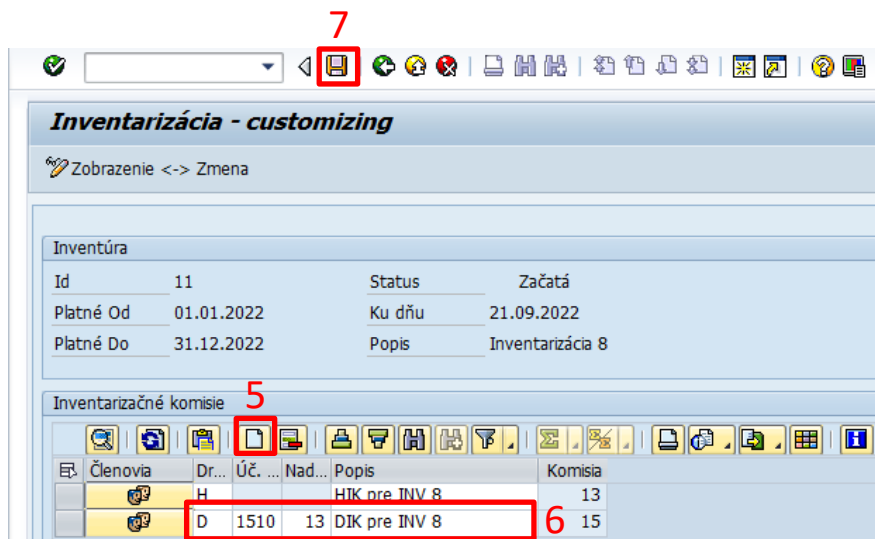 7
Inventarizácia - customizing
Zobrazenie <-> Zmena
Inventúra
Id 11 Status Začatá
Platné Od 01.01.2022 Ku dňu 21.09.2022
Platné Do 31.12.2022 Popis Inventarizácia 8
Inventarizačné komisie 5
Členovia Dr... Úč. ... Nad... Popis Komisia
H HIK pre INV 8 13
D 1510 13 DIK pre INV 8 6 15